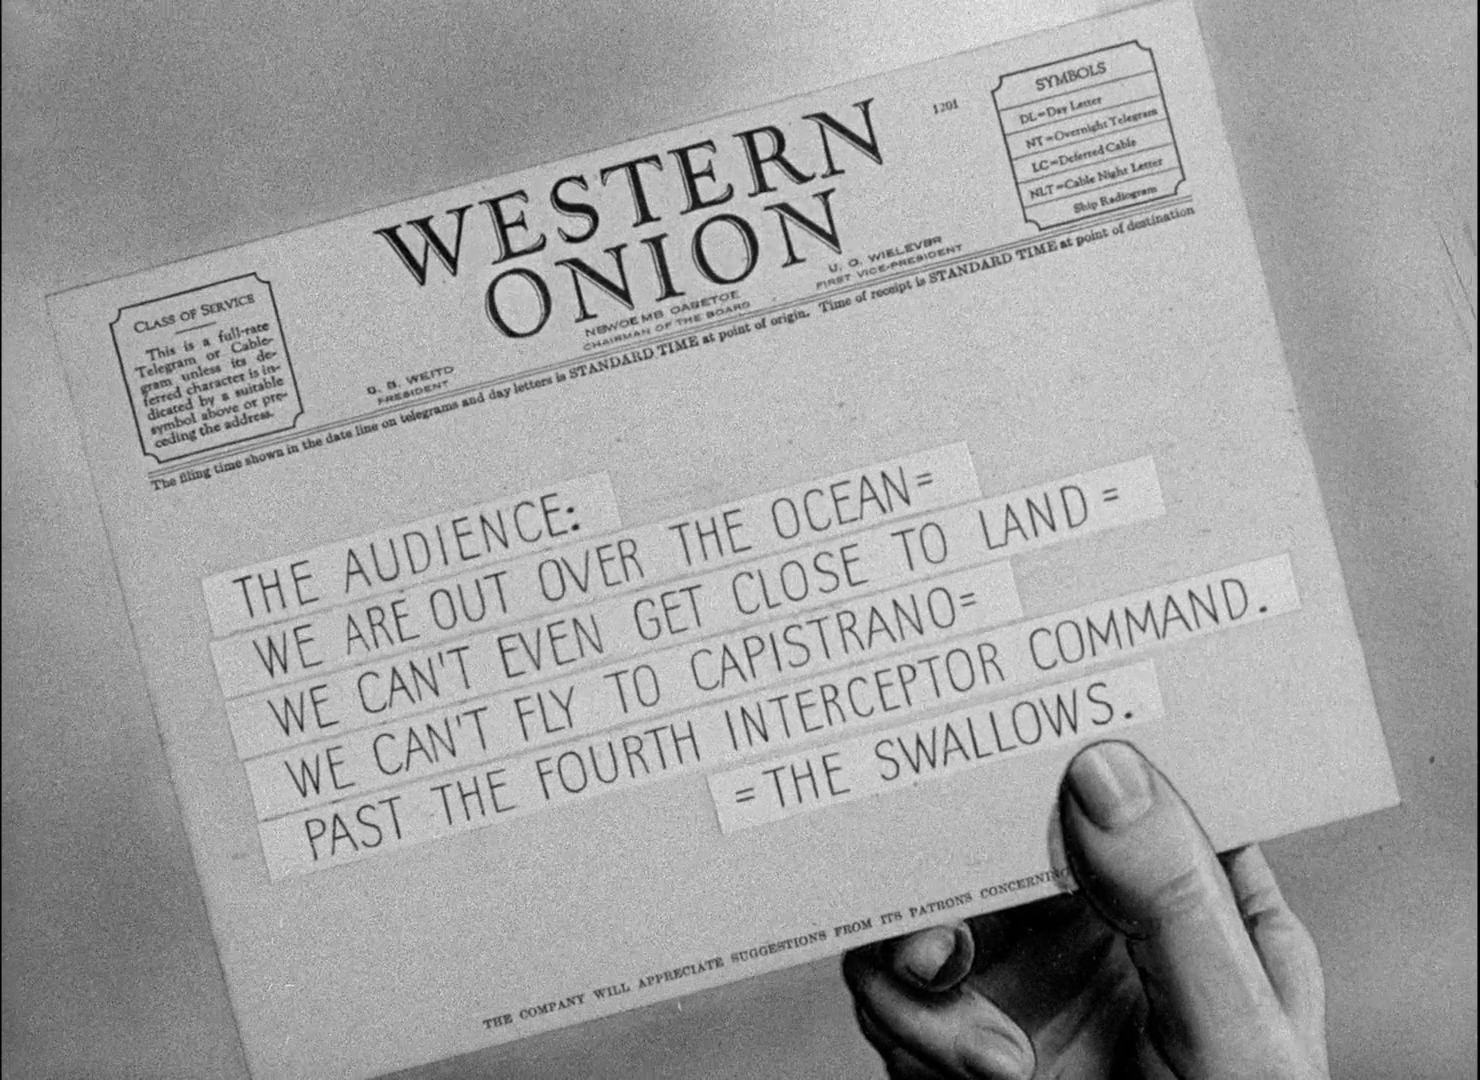 WESTERN
ONION
1201
SYMBOLS
DL=Day Letter
NT=Overnight Telegram
LC=Deferred Cable
NLT=Cable Night Letter
Ship Radiogram
CLASS OF SERVICE
This is a full-rate
Telegram or Cable-
gram unless its de-
ferred character is in-
dicated by a suitable
symbol above or pre-
ceding the address.
G. B. WEITD
PRESIDENT
NEWOEMB OABETOE
CHAIRMAN OF THE BOARD
U. O. WIELEVER
FIRST VICE-PRESIDENT
The filing time shown in the date line on telegrams and day letters is STANDARD TIME at point of origin. Time of receipt is STANDARD TIME at point of destination
THE AUDIENCE:
WE ARE OUT OVER THE OCEAN=
WE CAN'T EVEN GET CLOSE TO LAND=
WE CAN'T FLY TO CAPISTRANO=
PAST THE FOURTH INTERCEPTOR COMMAND.
=THE SWALLOWS.
THE COMPANY WILL APPRECIATE SUGGESTIONS FROM ITS PATRONS CONCERNING